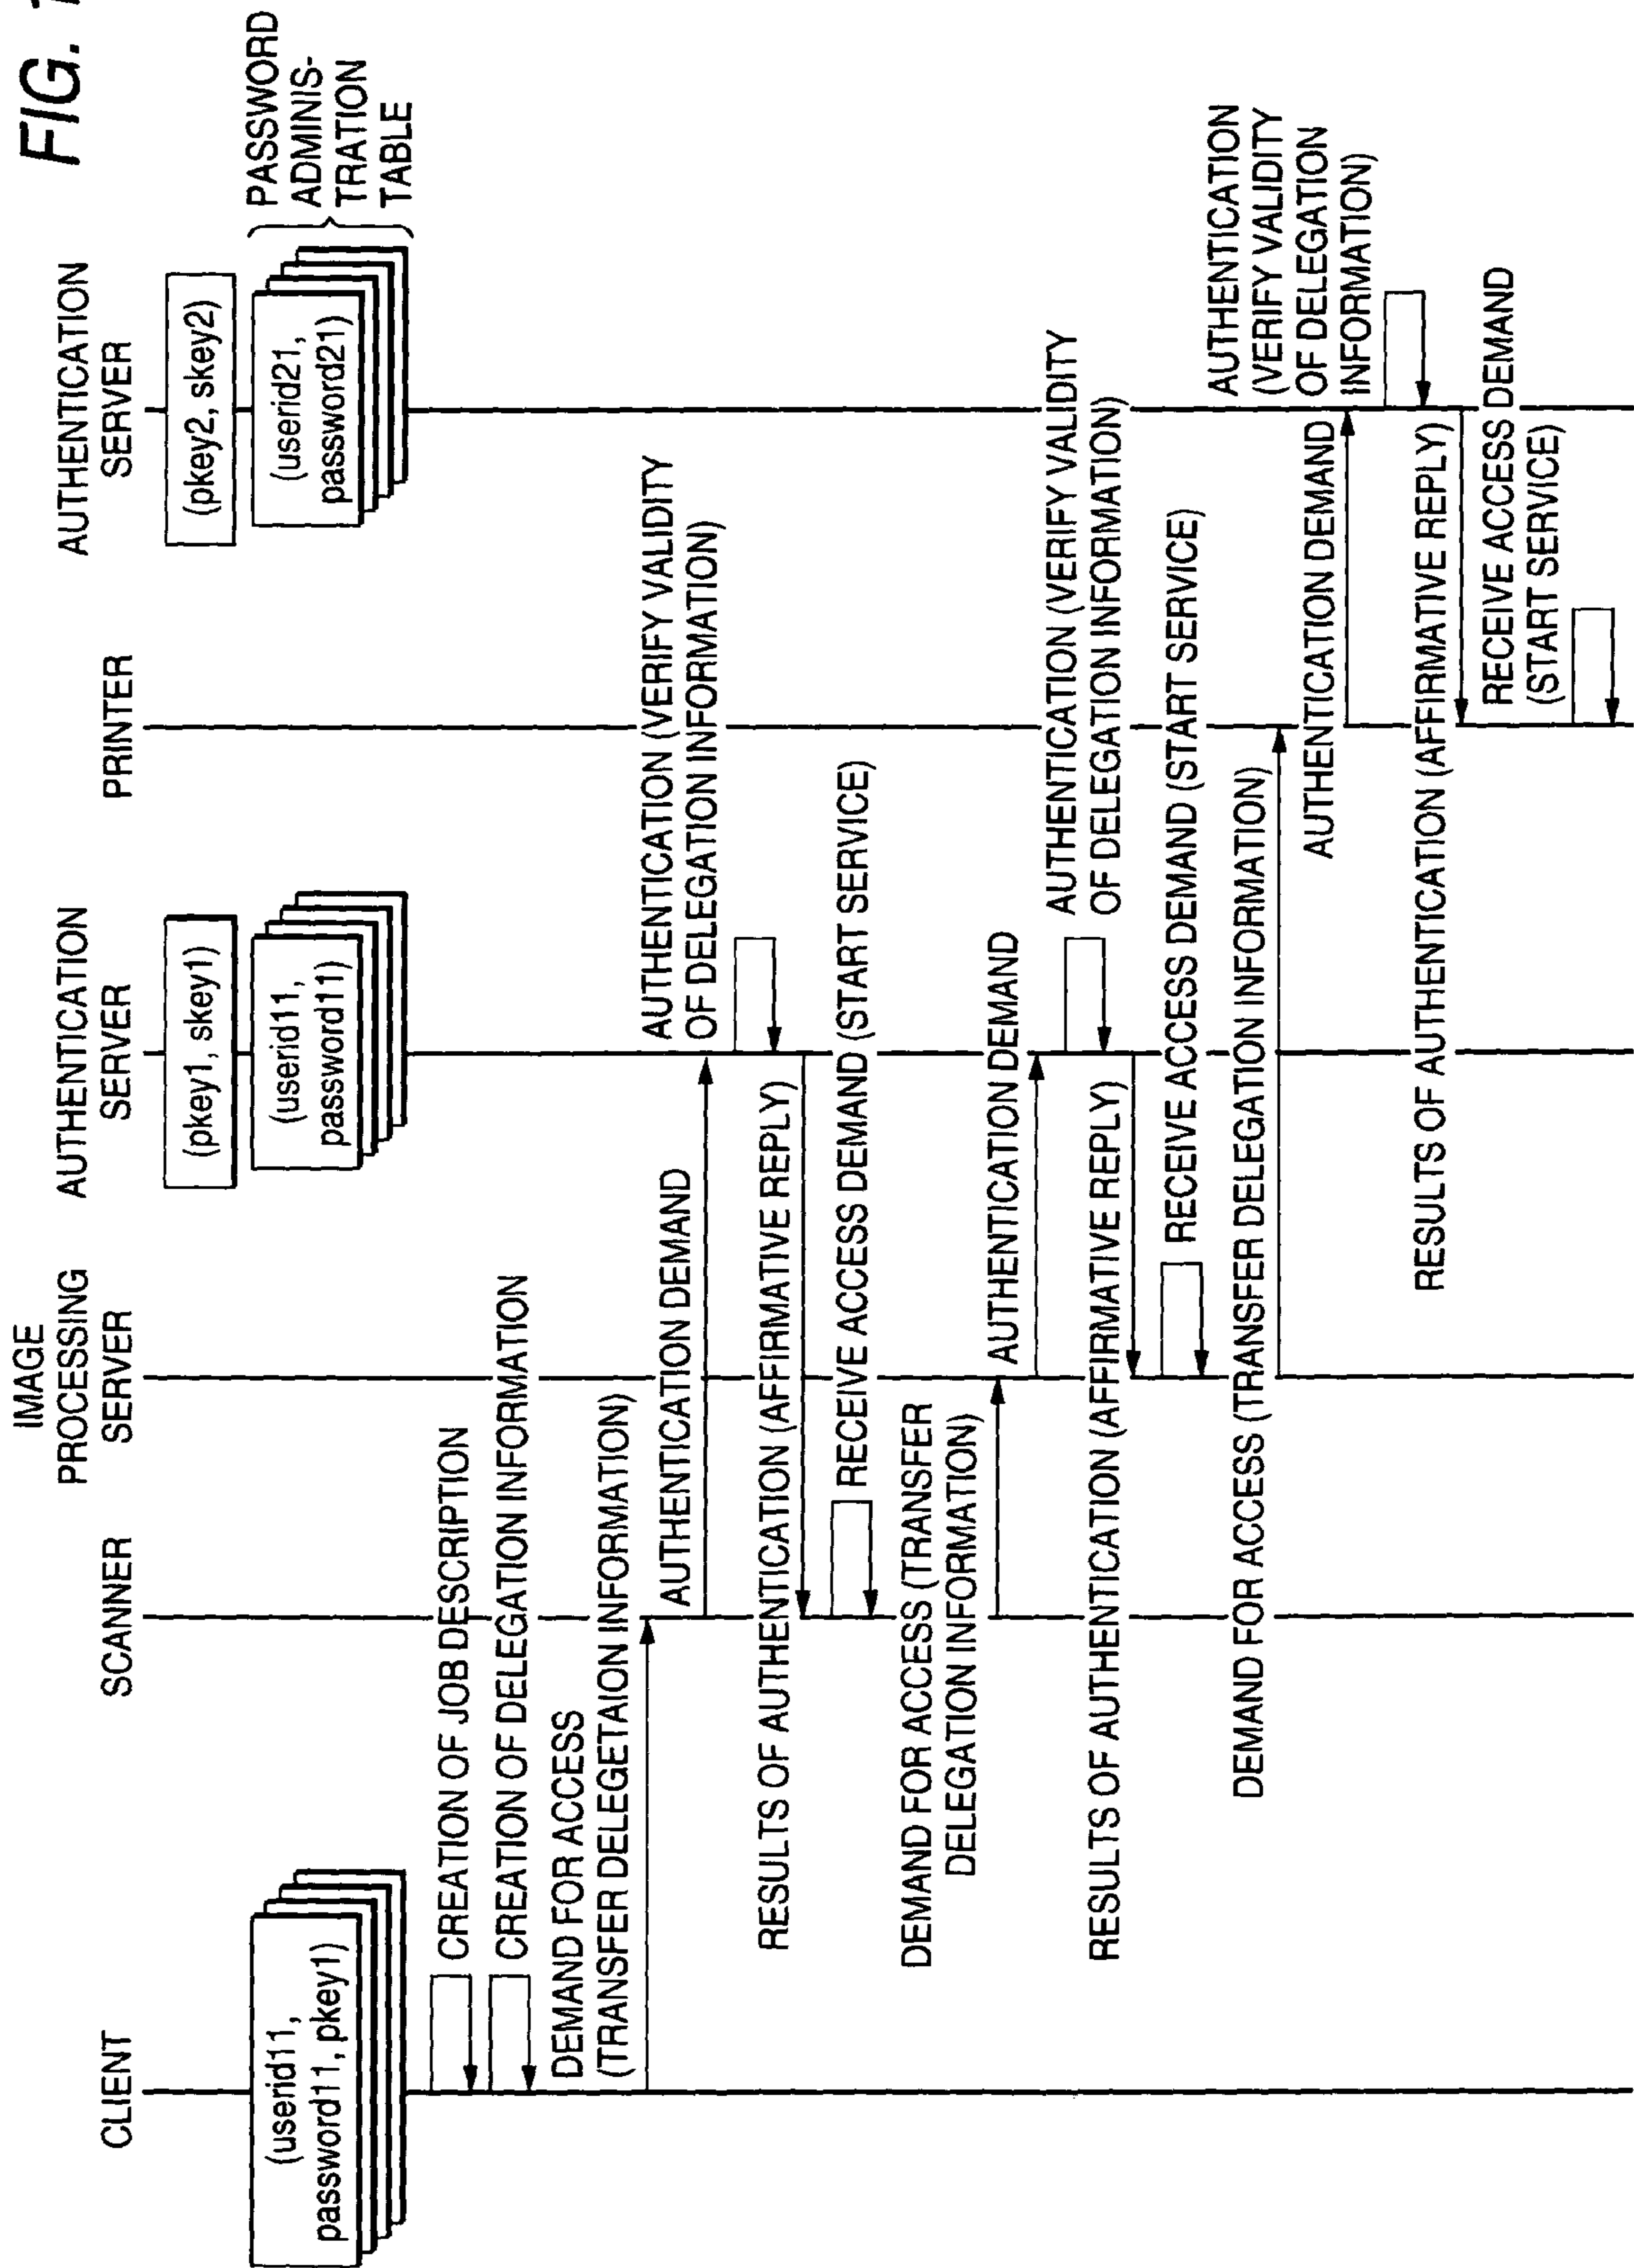 FIG. 1
CLIENT
SCANNER
IMAGE
PROCESSING
SERVER
AUTHENTICATION
SERVER
PRINTER
AUTHENTICATION
SERVER
(userid11,
password11, pkey1)
(pkey1, skey1)
(userid11,
password11)
(pkey2, skey2)
(userid21,
password21)
PASSWORD
ADMINIS-
TRATION
TABLE
CREATION OF JOB DESCRIPTION
CREATION OF DELEGATION INFORMATION
DEMAND FOR ACCESS
(TRANSFER DELEGETAION INFORMATION)
AUTHENTICATION DEMAND
AUTHENTICATION (VERIFY VALIDITY
OF DELEGATION INFORMATION)
RESULTS OF AUTHENTICATION (AFFIRMATIVE REPLY)
RECEIVE ACCESS DEMAND (START SERVICE)
DEMAND FOR ACCESS (TRANSFER
DELEGATION INFORMATION)
AUTHENTICATION DEMAND
AUTHENTICATION (VERIFY VALIDITY
OF DELEGATION INFORMATION)
RESULTS OF AUTHENTICATION (AFFIRMATIVE REPLY)
RECEIVE ACCESS DEMAND (START SERVICE)
DEMAND FOR ACCESS (TRANSFER DELEGATION INFORMATION)
AUTHENTICATION DEMAND
AUTHENTICATION
(VERIFY VALIDITY
OF DELEGATION
INFORMATION)
RESULTS OF AUTHENTICATION (AFFIRMATIVE REPLY)
RECEIVE ACCESS DEMAND
(START SERVICE)